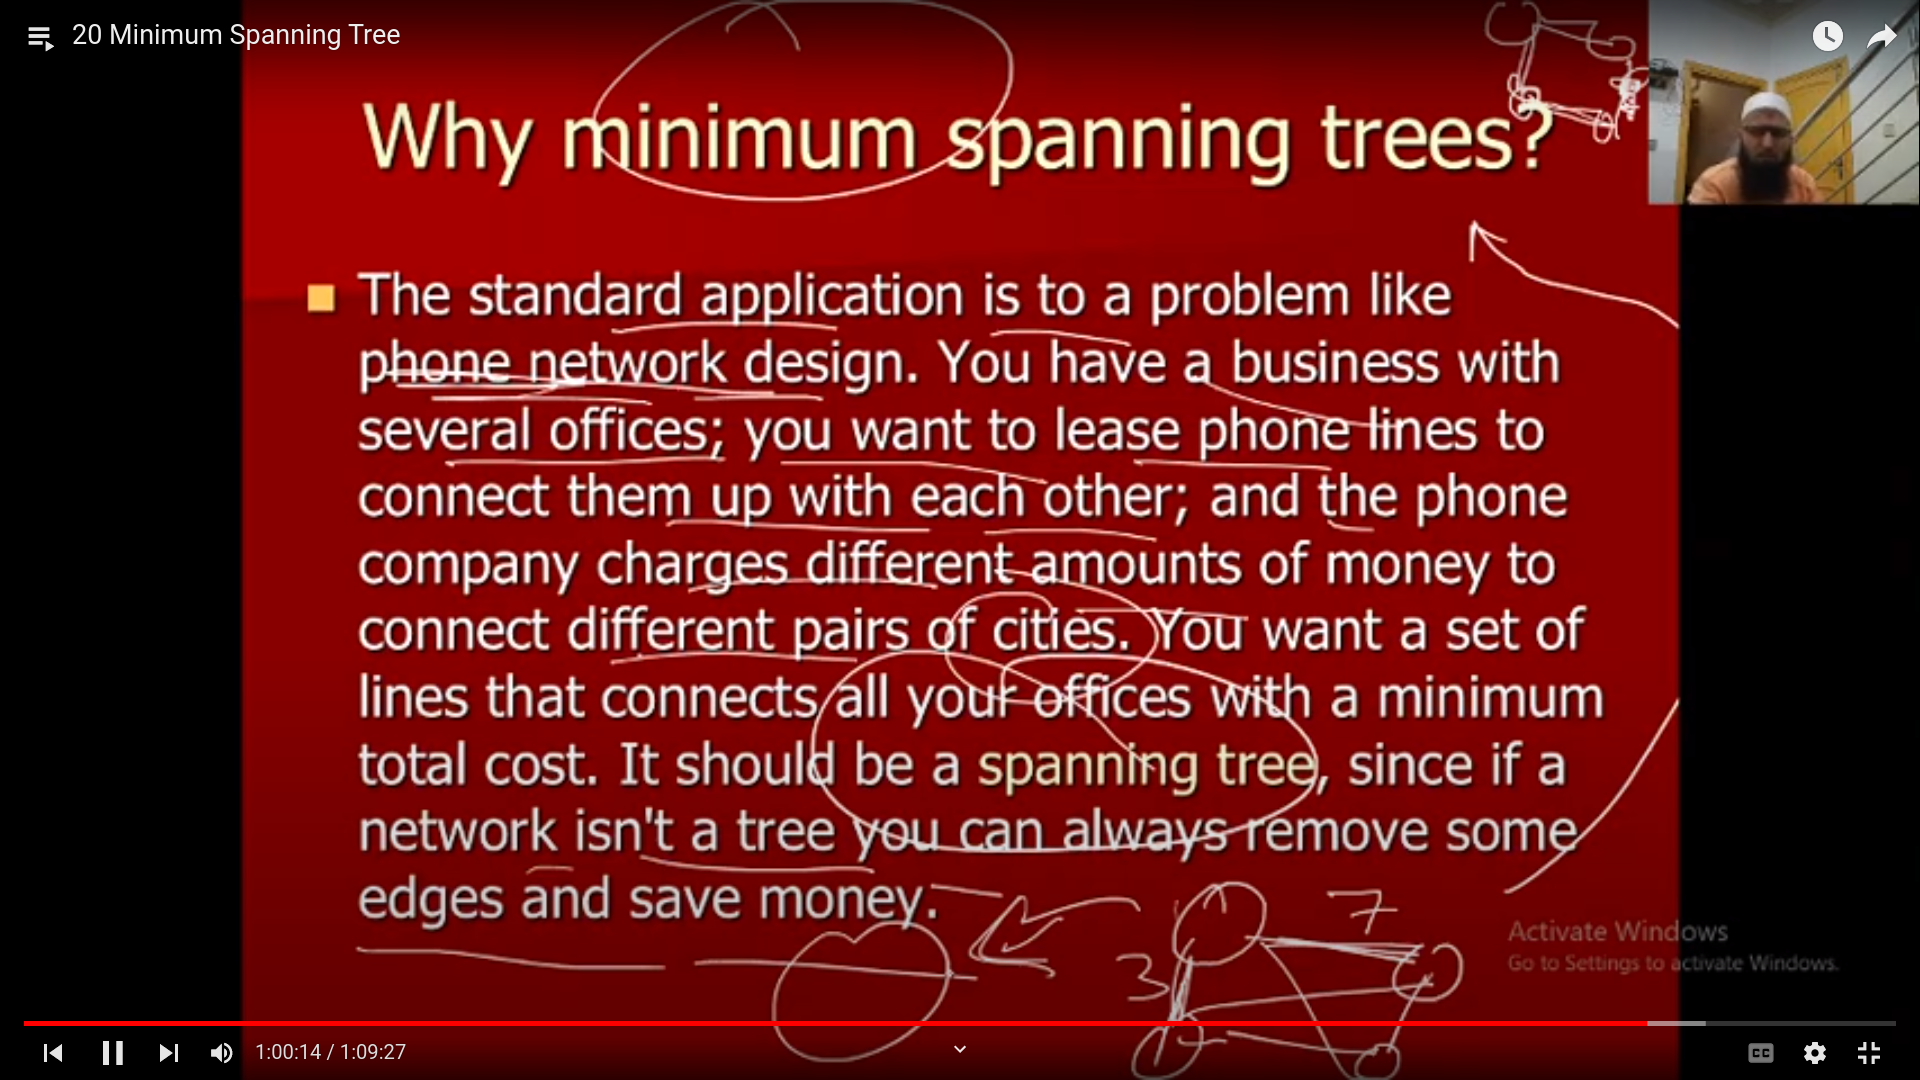 20 Minimum Spanning Tree
Why minimum spanning trees?
The standard application is to a problem like
phone network design. You have a business with
several offices; you want to lease phone lines to
connect them up with each other; and the phone
company charges different amounts of money to
connect different pairs of cities. You want a set of
lines that connects all your offices with a minimum
total cost. It should be a spanning tree, since if a
network isn't a tree you can always remove some
edges and save money.
7
3
Activate Windows
Go to Settings to activate Windows.
1:00:14 / 1:09:27
CC